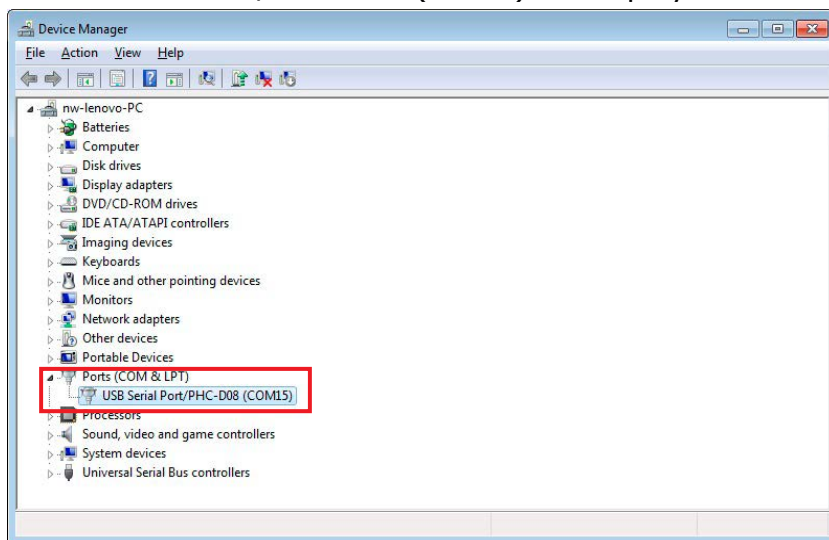 Device Manager
File Action View Help
nw-lenovo-PC
Batteries
Computer
Disk drives
Display adapters
DVD/CD-ROM drives
IDE ATA/ATAPI controllers
Imaging devices
Keyboards
Mice and other pointing devices
Monitors
Network adapters
Other devices
Portable Devices
Ports (COM & LPT)
USB Serial Port/PHC-D08 (COM15)
Processors
Sound, video and game controllers
System devices
Universal Serial Bus controllers